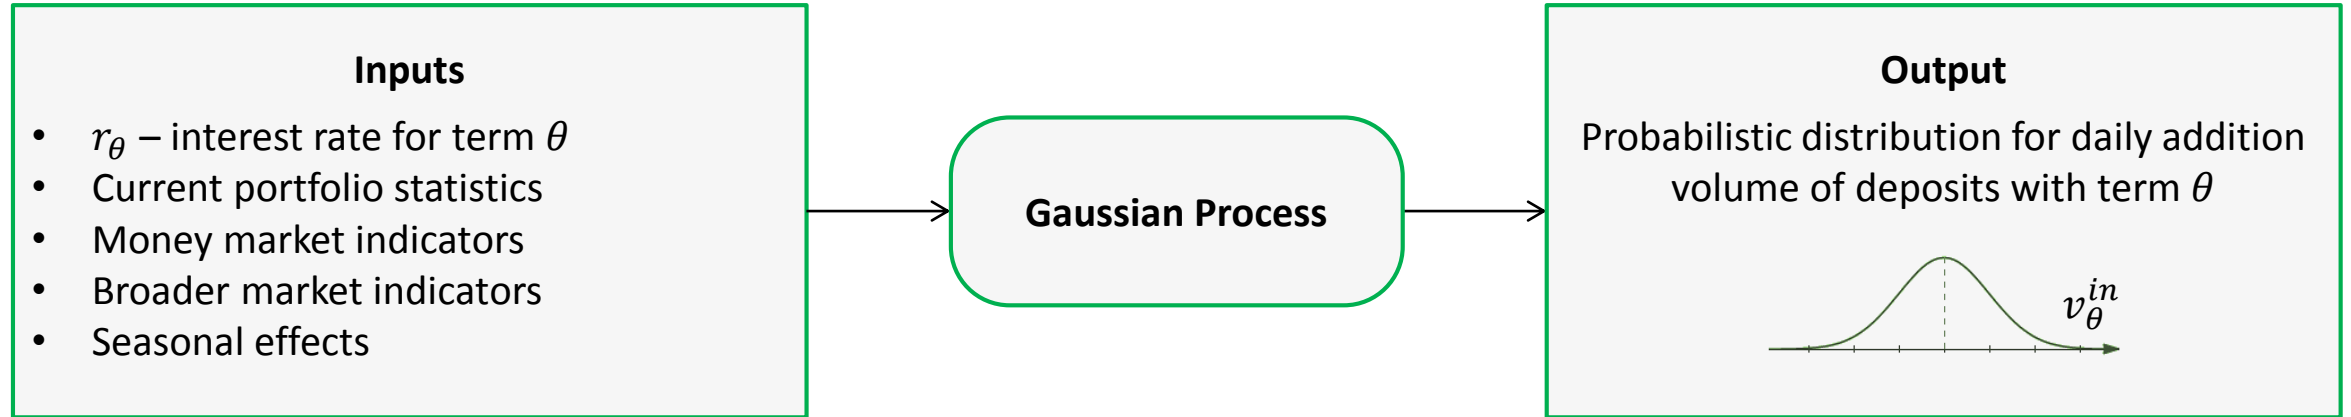 Inputs
• r_θ – interest rate for term θ
• Current portfolio statistics
• Money market indicators
• Broader market indicators
• Seasonal effects
Gaussian Process
Output
Probabilistic distribution for daily addition
volume of deposits with term θ
v_θ^{in}